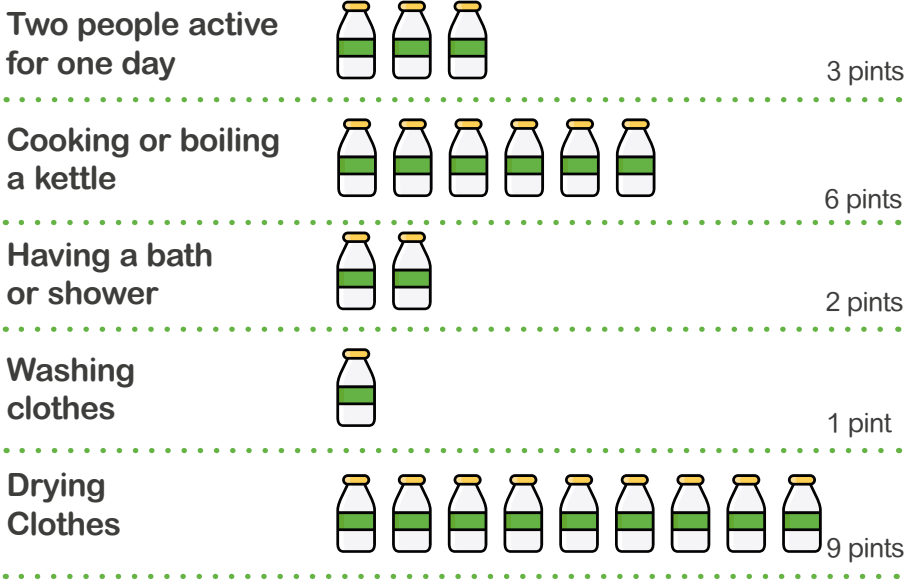 Two people active
for one day
3 pints
Cooking or boiling
a kettle
6 pints
Having a bath
or shower
2 pints
Washing
clothes
1 pint
Drying
Clothes
9 pints